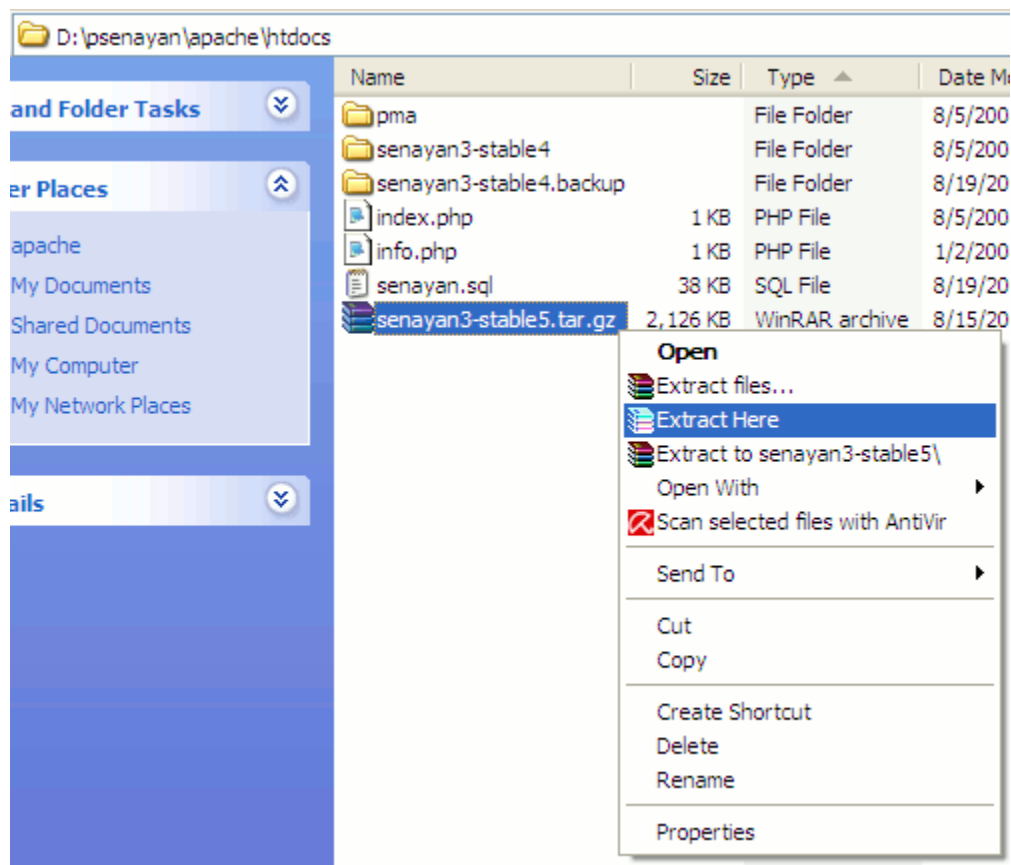 D:\psenayan\apache\htdocs
Name Size Type Date Mo
and Folder Tasks
er Places
apache
My Documents
Shared Documents
My Computer
My Network Places
ails
pma File Folder 8/5/200
senayan3-stable4 File Folder 8/5/200
senayan3-stable4.backup File Folder 8/19/20
index.php 1 KB PHP File 8/5/200
info.php 1 KB PHP File 1/2/200
senayan.sql 38 KB SQL File 8/19/20
senayan3-stable5.tar.gz 2,126 KB WinRAR archive 8/15/20
Open
Extract files...
Extract Here
Extract to senayan3-stable5\
Open With
Scan selected files with AntiVir
Send To
Cut
Copy
Create Shortcut
Delete
Rename
Properties